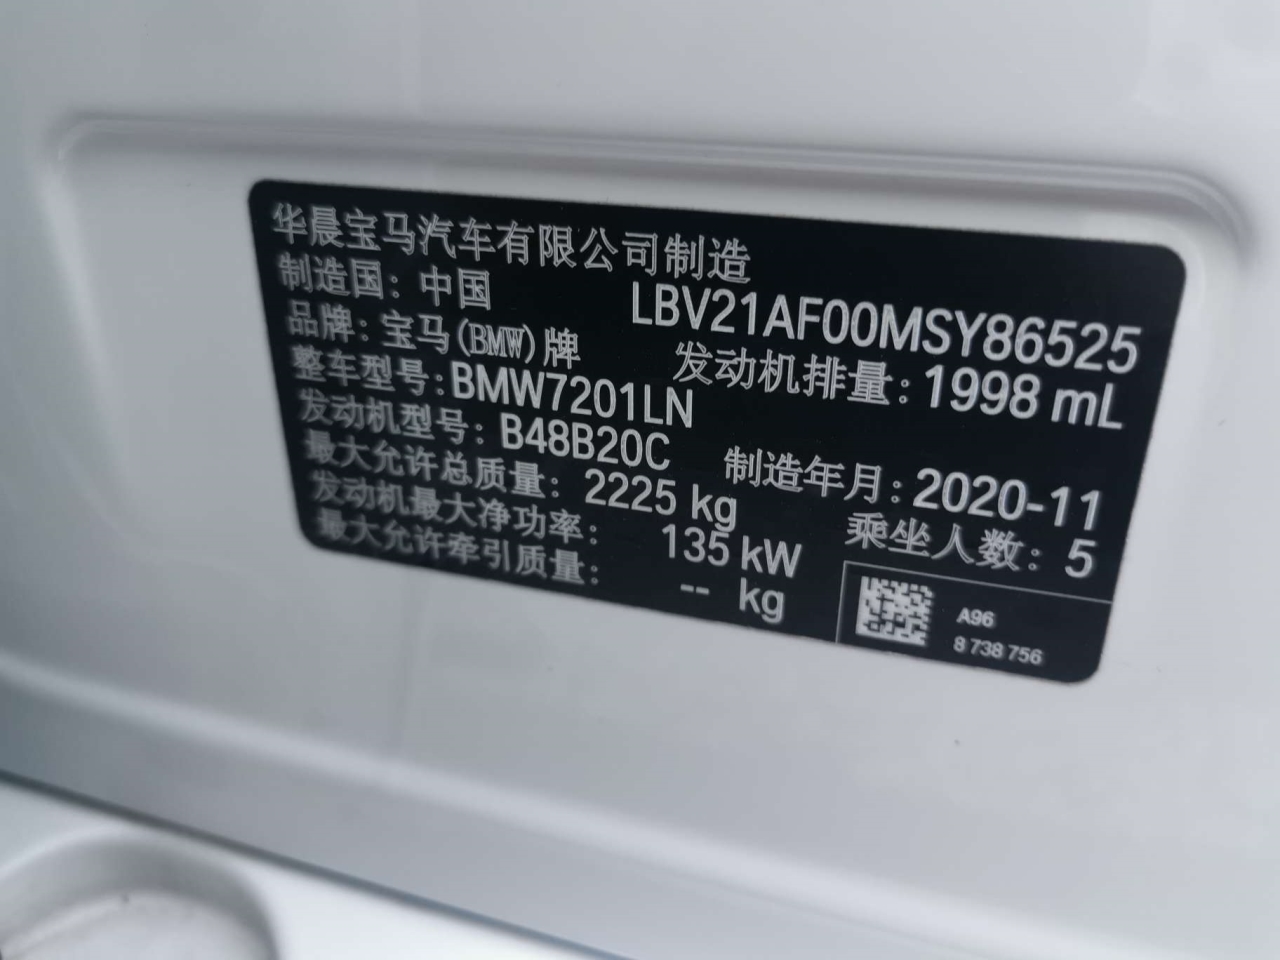 华晨宝马汽车有限公司制造
制造国：中国
LBV21AF00MSY86525
品牌：宝马(BMW)牌
发动机排量：1998 mL
整车型号：BMW7201LN
发动机型号：B48B20C
制造年月：2020-11
最大允许总质量：2225 kg
乘坐人数：5
发动机最大净功率：135 kW
最大允许牵引质量：-- kg
A96
8 738 756